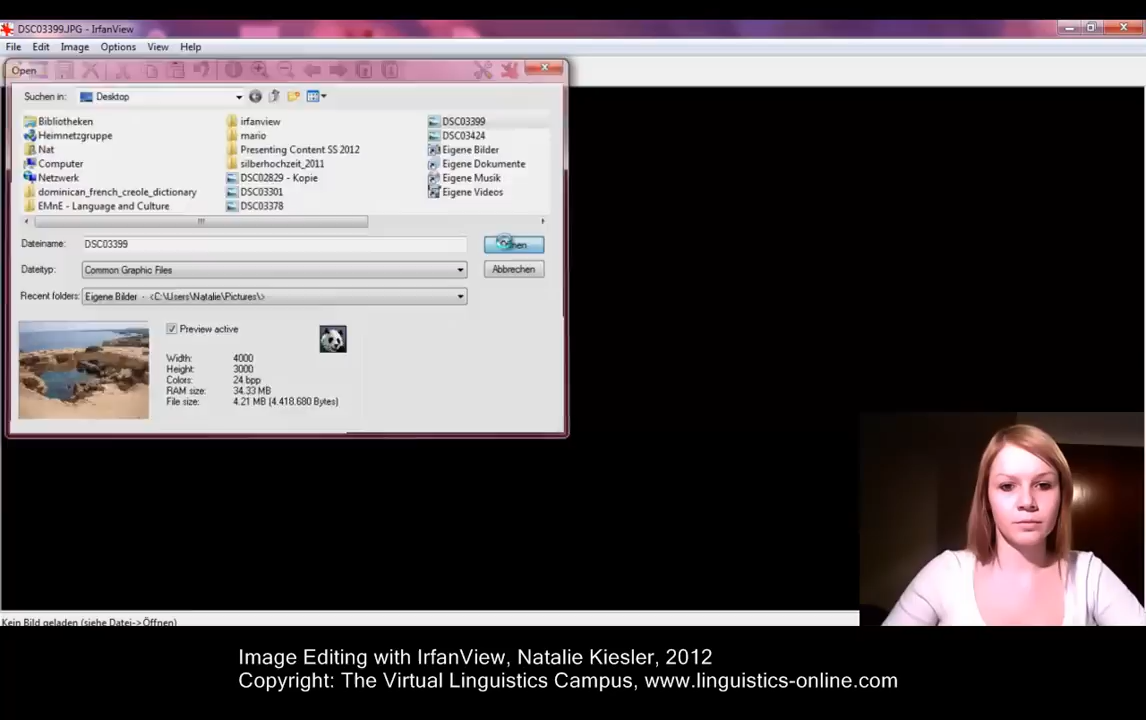 DSC03399.JPG - IrfanView
File Edit Image Options View Help
Open
Suchen in: Desktop
Bibliotheken
Heimnetzgruppe
Nat
Computer
Netzwerk
dominican_french_creole_dictionary
EMnE - Language and Culture
irfanview
mario
Presenting Content SS 2012
silberhochzeit_2011
DSC02829 - Kopie
DSC03301
DSC03378
DSC03399
DSC03424
Eigene Bilder
Eigene Dokumente
Eigene Musik
Eigene Videos
Dateiname: DSC03399
Dateityp: Common Graphic Files
Abbrechen
Recent folders: Eigene Bilder - <C:\Users\Natalie\Pictures\>
Preview active
Width: 4000
Height: 3000
Colors: 24 bpp
RAM size: 34.33 MB
File size: 4.21 MB (4.418.680 Bytes)
Kein Bild geladen (siehe Datei->Öffnen)
Image Editing with IrfanView, Natalie Kiesler, 2012
Copyright: The Virtual Linguistics Campus, www.linguistics-online.com